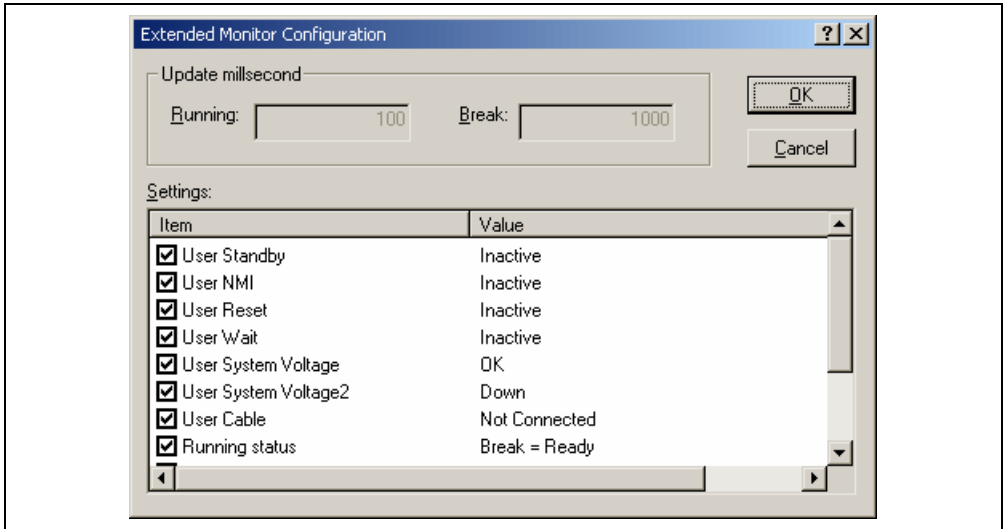 Extended Monitor Configuration
Update millsecond
Running: 100 Break: 1000
OK
Cancel
Settings:
Item Value
User Standby Inactive
User NMI Inactive
User Reset Inactive
User Wait Inactive
User System Voltage OK
User System Voltage2 Down
User Cable Not Connected
Running status Break = Ready